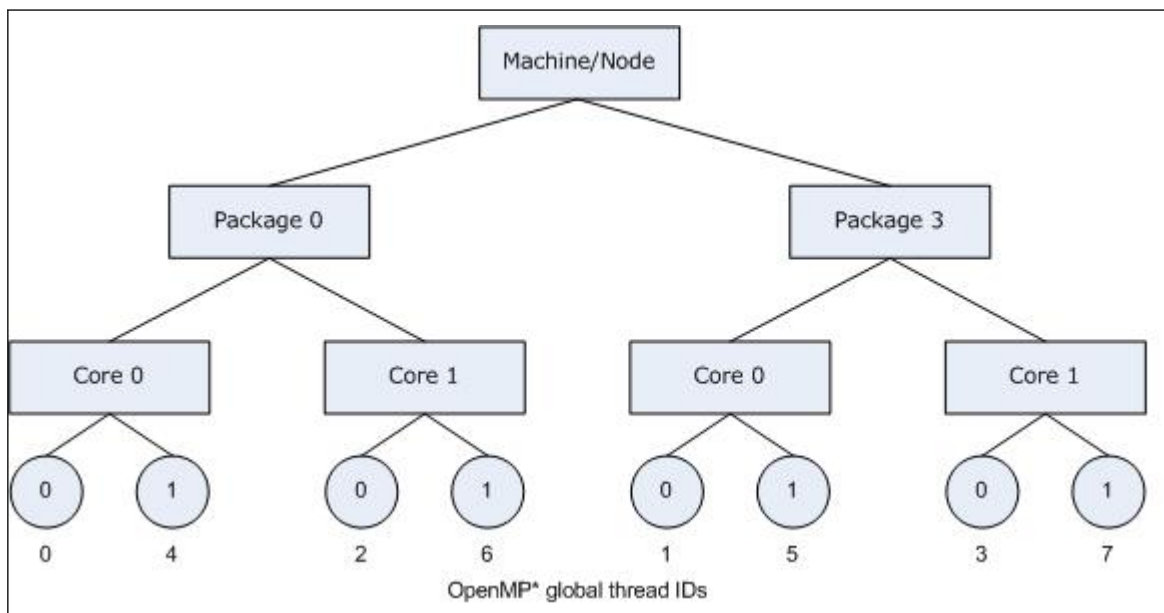 Machine/Node
Package 0
Package 3
Core 0
Core 1
Core 0
Core 1
0 1 0 1 0 1 0 1
0 4 2 6 1 5 3 7
OpenMP* global thread IDs